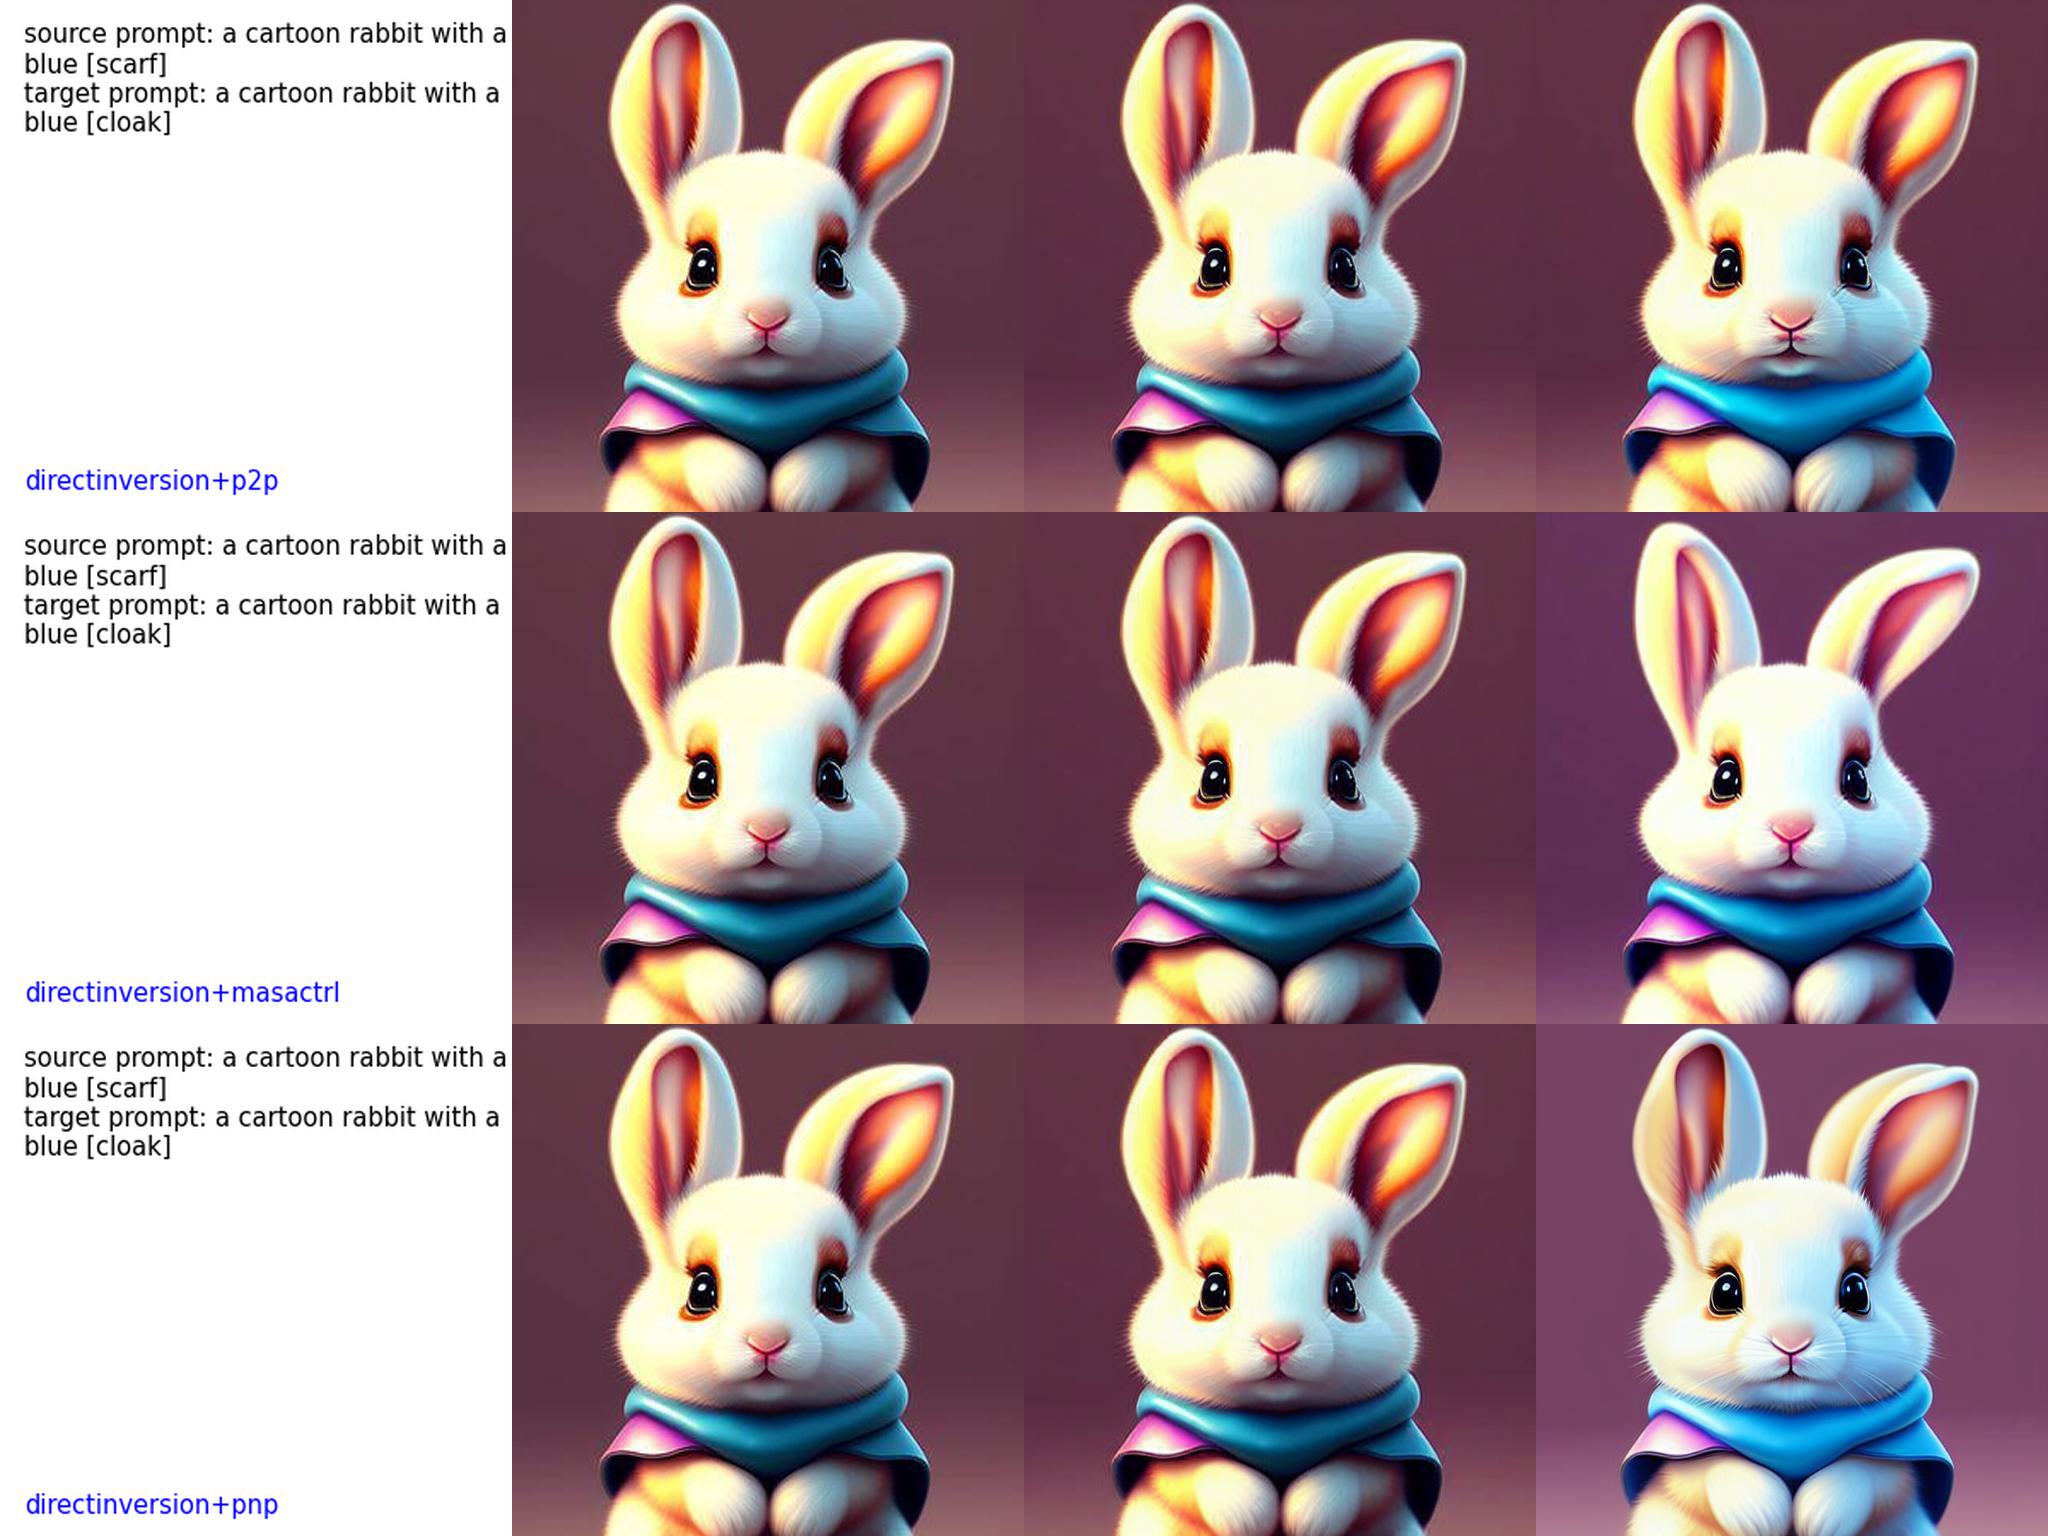 source prompt: a cartoon rabbit with a
blue [scarf]
target prompt: a cartoon rabbit with a
blue [cloak]
directinversion+p2p
source prompt: a cartoon rabbit with a
blue [scarf]
target prompt: a cartoon rabbit with a
blue [cloak]
directinversion+masactrl
source prompt: a cartoon rabbit with a
blue [scarf]
target prompt: a cartoon rabbit with a
blue [cloak]
directinversion+pnp